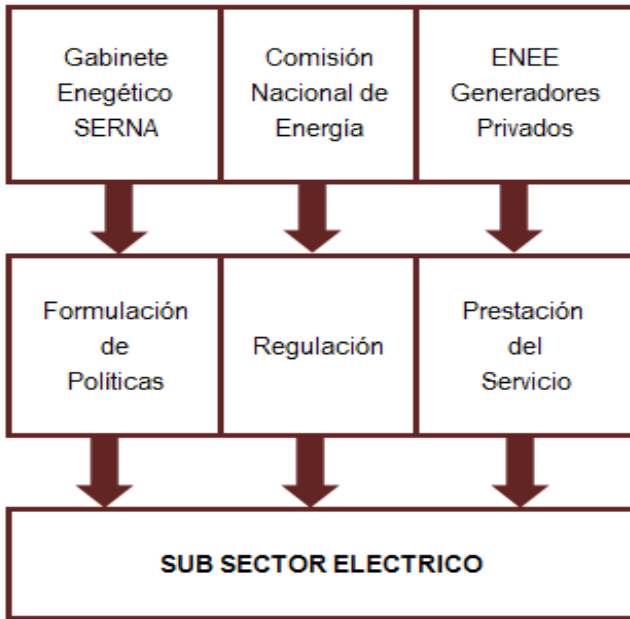 Gabinete
Enegético
SERNA
Comisión
Nacional de
Energía
ENEE
Generadores
Privados
Formulación
de
Políticas
Regulación
Prestación
del
Servicio
SUB SECTOR ELECTRICO